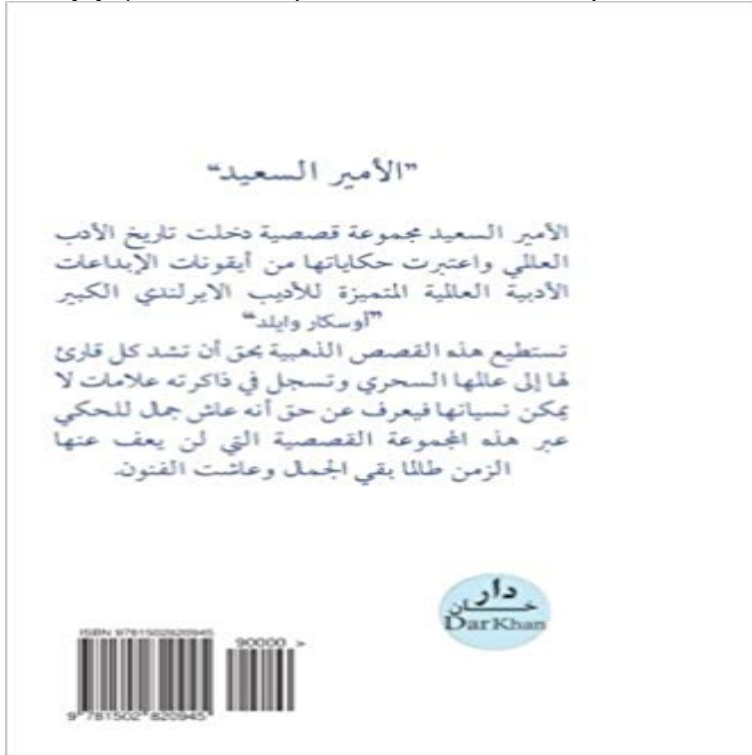 "الأمير السعيد"
الأمير السعيد مجموعة قصصية دخلت تاريخ الأدب
العالمي واعتبرت حكاياتها من أيقونات الإبداعات
الأدبية العالمية المتميزة للأديب الايرلندي الكبير
"أوسكار وايلد"
تستطيع هذه القصص الذهبية بحق أن تشد كل قارئ
لها إلى عالمها السحري وتسجل في ذاكرته علامات لا
يمكن نسيانها فيعرف عن حق أنه عاش جمال للحكي
عبر هذه المجموعة القصصية التي لن يعف عنها
الزمن طالما بقي الجمال وعاشت الفنون.
دار
خان
Dar Khan
ISBN 9781502820945
90000 >
9 781502 820945